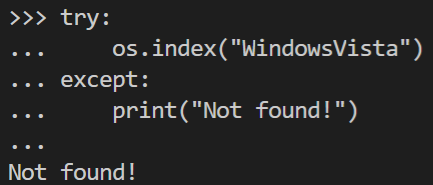 >>> try:
...     os.index("WindowsVista")
... except:
...     print("Not found!")
...
Not found!